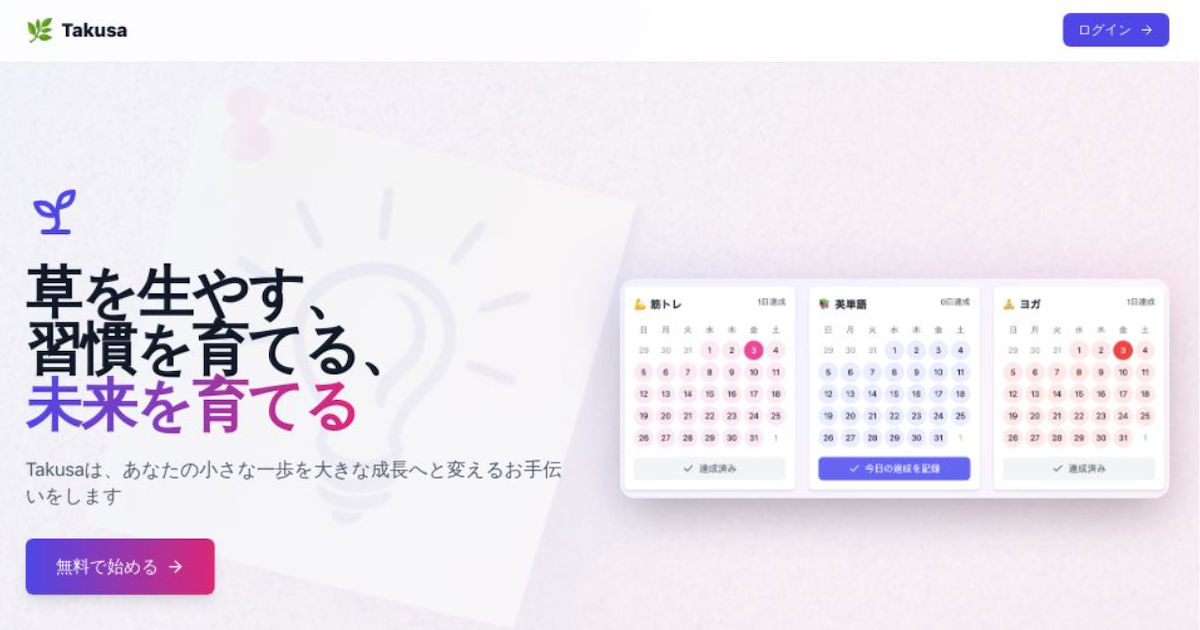 Takusa
ログイン →
草を生やす、
習慣を育てる、
未来を育てる
Takusaは、あなたの小さな一歩を大きな成長へと変えるお手伝
いをします
無料で始める →
筋トレ 1日達成
日 月 火 水 木 金 土
29 30 31 1 2 3 4
5 6 7 8 9 10 11
12 13 14 15 16 17 18
19 20 21 22 23 24 25
26 27 28 29 30 31 1
✓ 達成済み
英単語 0日達成
日 月 火 水 木 金 土
29 30 31 1 2 3 4
5 6 7 8 9 10 11
12 13 14 15 16 17 18
19 20 21 22 23 24 25
26 27 28 29 30 31 1
✓ 今日の達成を記録
ヨガ 1日達成
日 月 火 水 木 金 土
29 30 31 1 2 3 4
5 6 7 8 9 10 11
12 13 14 15 16 17 18
19 20 21 22 23 24 25
26 27 28 29 30 31 1
✓ 達成済み